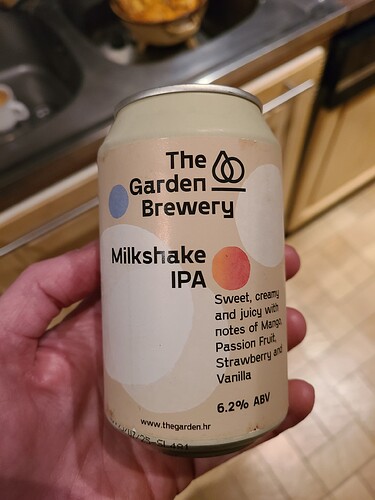 The
Garden
Brewery
Milkshake
IPA
Sweet, creamy
and juicy with
notes of Mango,
Passion Fruit,
Strawberry and
Vanilla
6.2% ABV
www.thegarden.hr